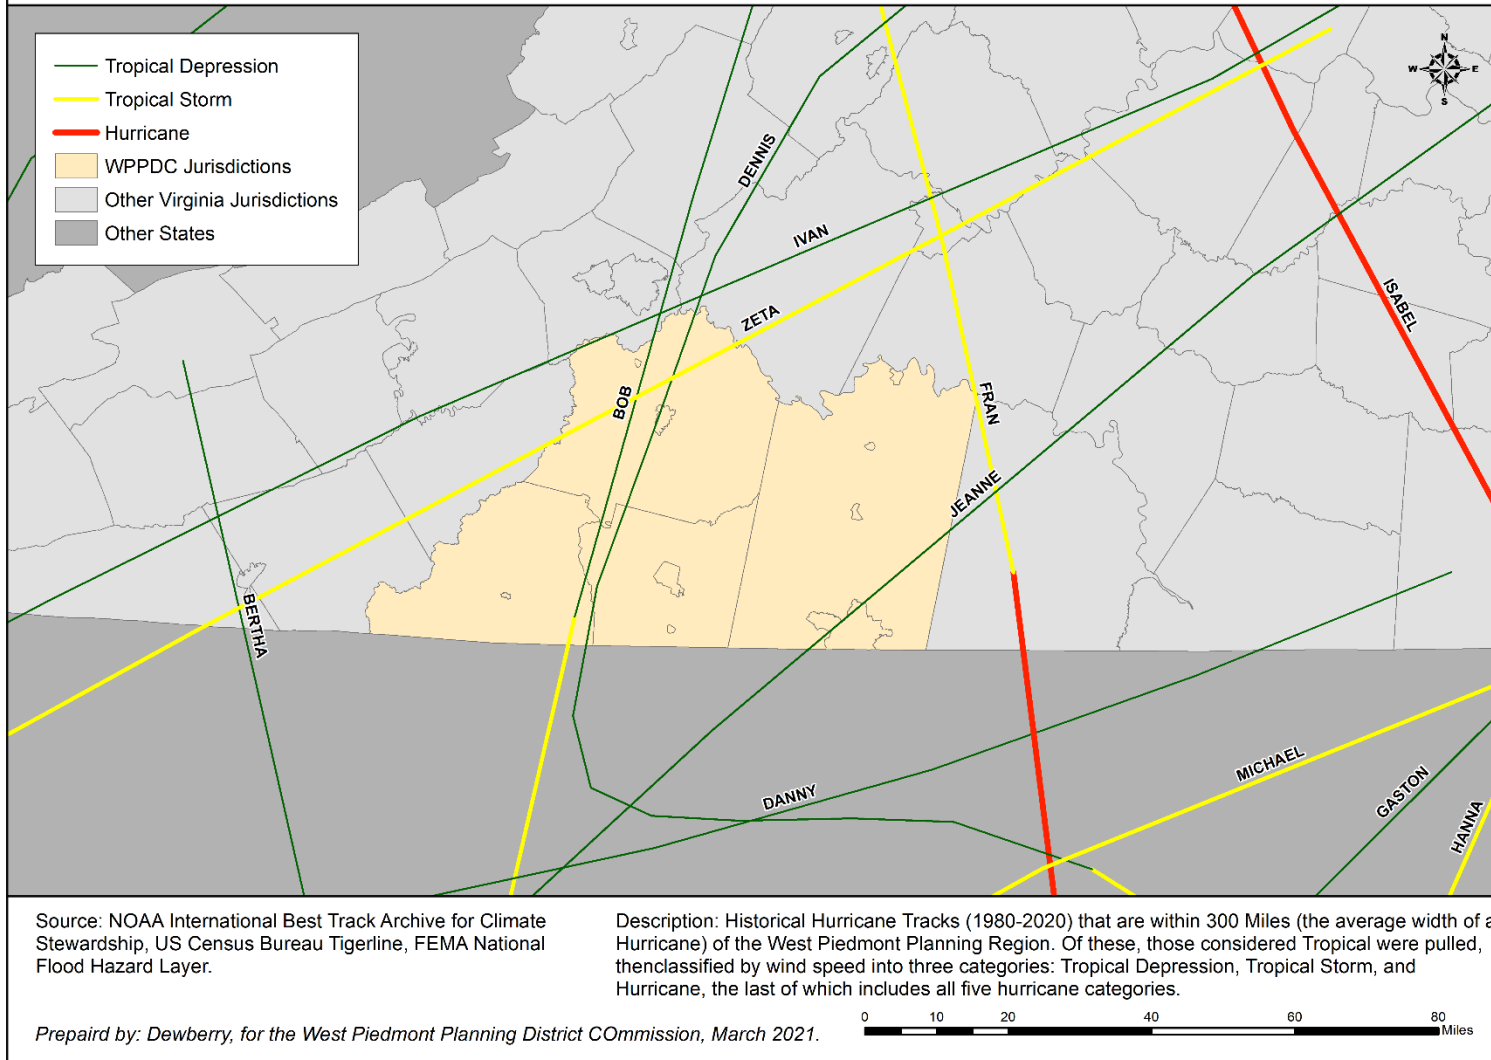 Tropical Depression
Tropical Storm
Hurricane
WPPDC Jurisdictions
Other Virginia Jurisdictions
Other States
N
W E
S
DENNIS
IVAN
ZETA
ISABEL
BOB
FRAN
JEANNE
BERTHA
MICHAEL
DANNY
GASTON
HANNA
Source: NOAA International Best Track Archive for Climate
Stewardship, US Census Bureau Tigerline, FEMA National
Flood Hazard Layer.
Description: Historical Hurricane Tracks (1980-2020) that are within 300 Miles (the average width of a
Hurricane) of the West Piedmont Planning Region. Of these, those considered Tropical were pulled,
thenclassified by wind speed into three categories: Tropical Depression, Tropical Storm, and
Hurricane, the last of which includes all five hurricane categories.
Prepaird by: Dewberry, for the West Piedmont Planning District COmmission, March 2021.
0 10 20 40 60 80
Miles